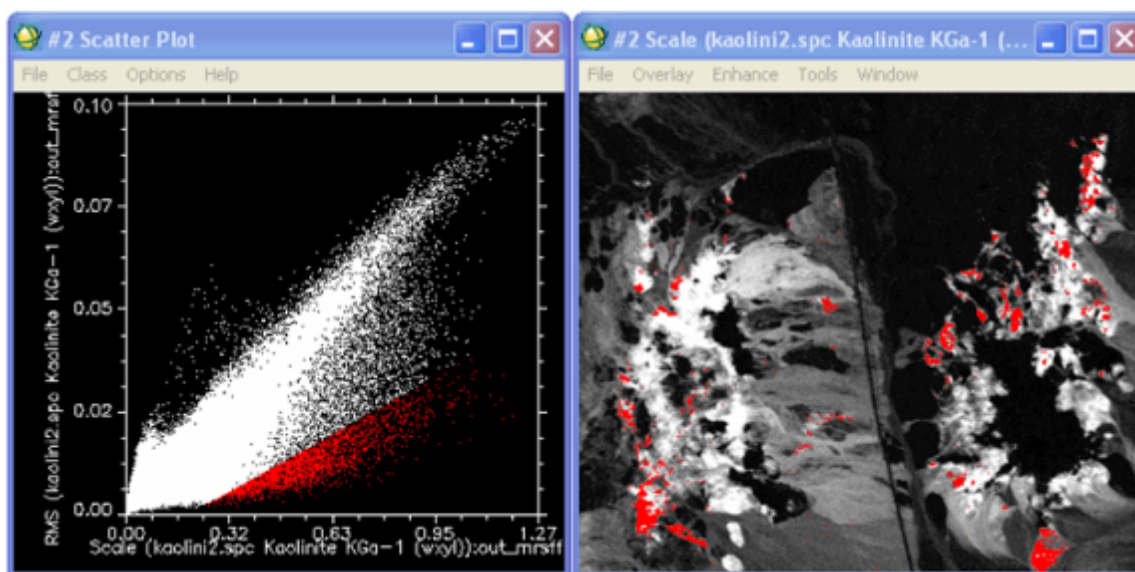 #2 Scatter Plot
File Class Options Help
RMS (kaolini2.spc Kaolinite KGa-1 (wxyl)):out_mrsff
0.10
0.07
0.05
0.02
0.00
0.00 0.32 0.63 0.95 1.27
Scale (kaolini2.spc Kaolinite KGa-1 (wxyl)):out_mrsff
#2 Scale (kaolini2.spc Kaolinite KGa-1 (...
File Overlay Enhance Tools Window